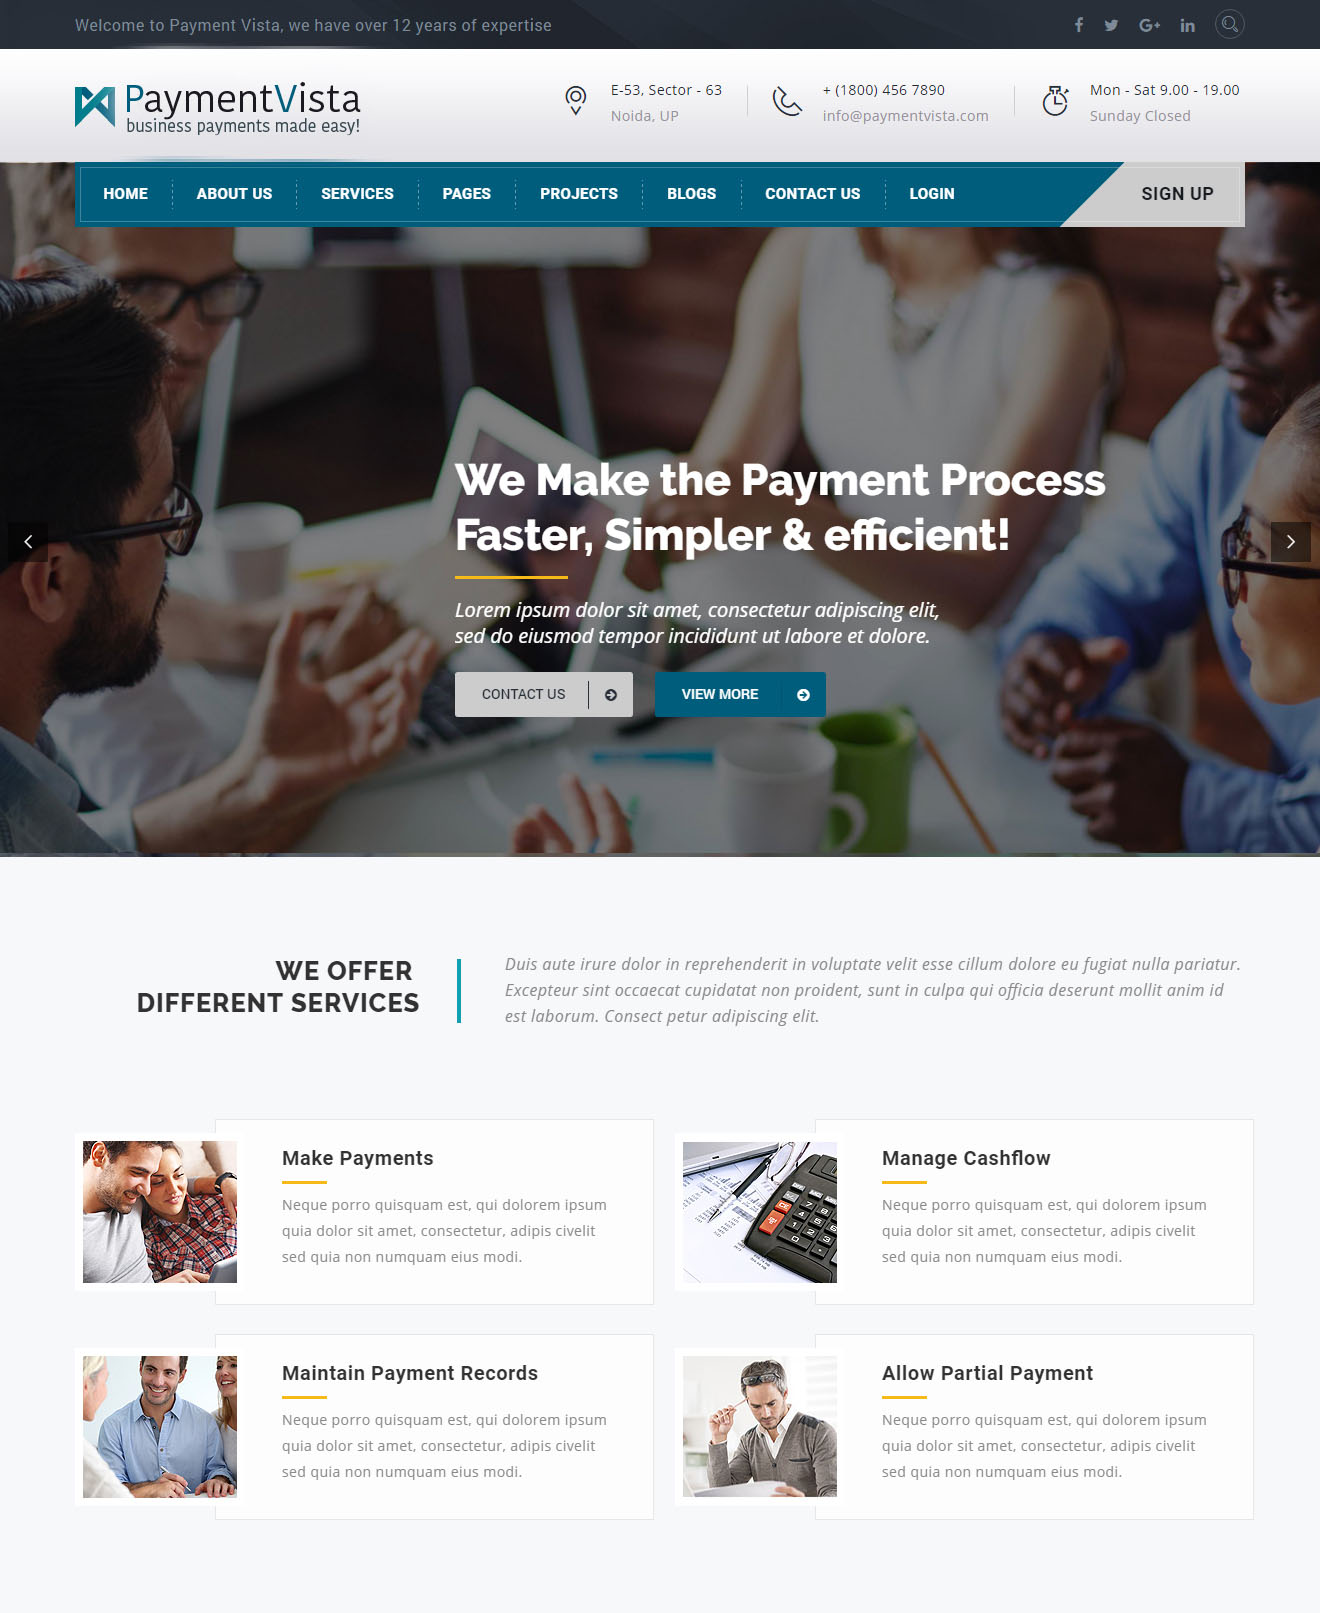 Welcome to Payment Vista, we have over 12 years of expertise
PaymentVista
business payments made easy!
E-53, Sector - 63
Noida, UP
+ (1800) 456 7890
info@paymentvista.com
Mon - Sat 9.00 - 19.00
Sunday Closed
HOME
ABOUT US
SERVICES
PAGES
PROJECTS
BLOGS
CONTACT US
LOGIN
SIGN UP
We Make the Payment Process
Faster, Simpler & efficient!
Lorem ipsum dolor sit amet, consectetur adipiscing elit,
sed do eiusmod tempor incididunt ut labore et dolore.
CONTACT US
VIEW MORE
WE OFFER
DIFFERENT SERVICES
Duis aute irure dolor in reprehenderit in voluptate velit esse cillum dolore eu fugiat nulla pariatur.
Excepteur sint occaecat cupidatat non proident, sunt in culpa qui officia deserunt mollit anim id
est laborum. Consect petur adipiscing elit.
Make Payments
Neque porro quisquam est, qui dolorem ipsum
quia dolor sit amet, consectetur, adipis civelit
sed quia non numquam eius modi.
Manage Cashflow
Neque porro quisquam est, qui dolorem ipsum
quia dolor sit amet, consectetur, adipis civelit
sed quia non numquam eius modi.
Maintain Payment Records
Neque porro quisquam est, qui dolorem ipsum
quia dolor sit amet, consectetur, adipis civelit
sed quia non numquam eius modi.
Allow Partial Payment
Neque porro quisquam est, qui dolorem ipsum
quia dolor sit amet, consectetur, adipis civelit
sed quia non numquam eius modi.